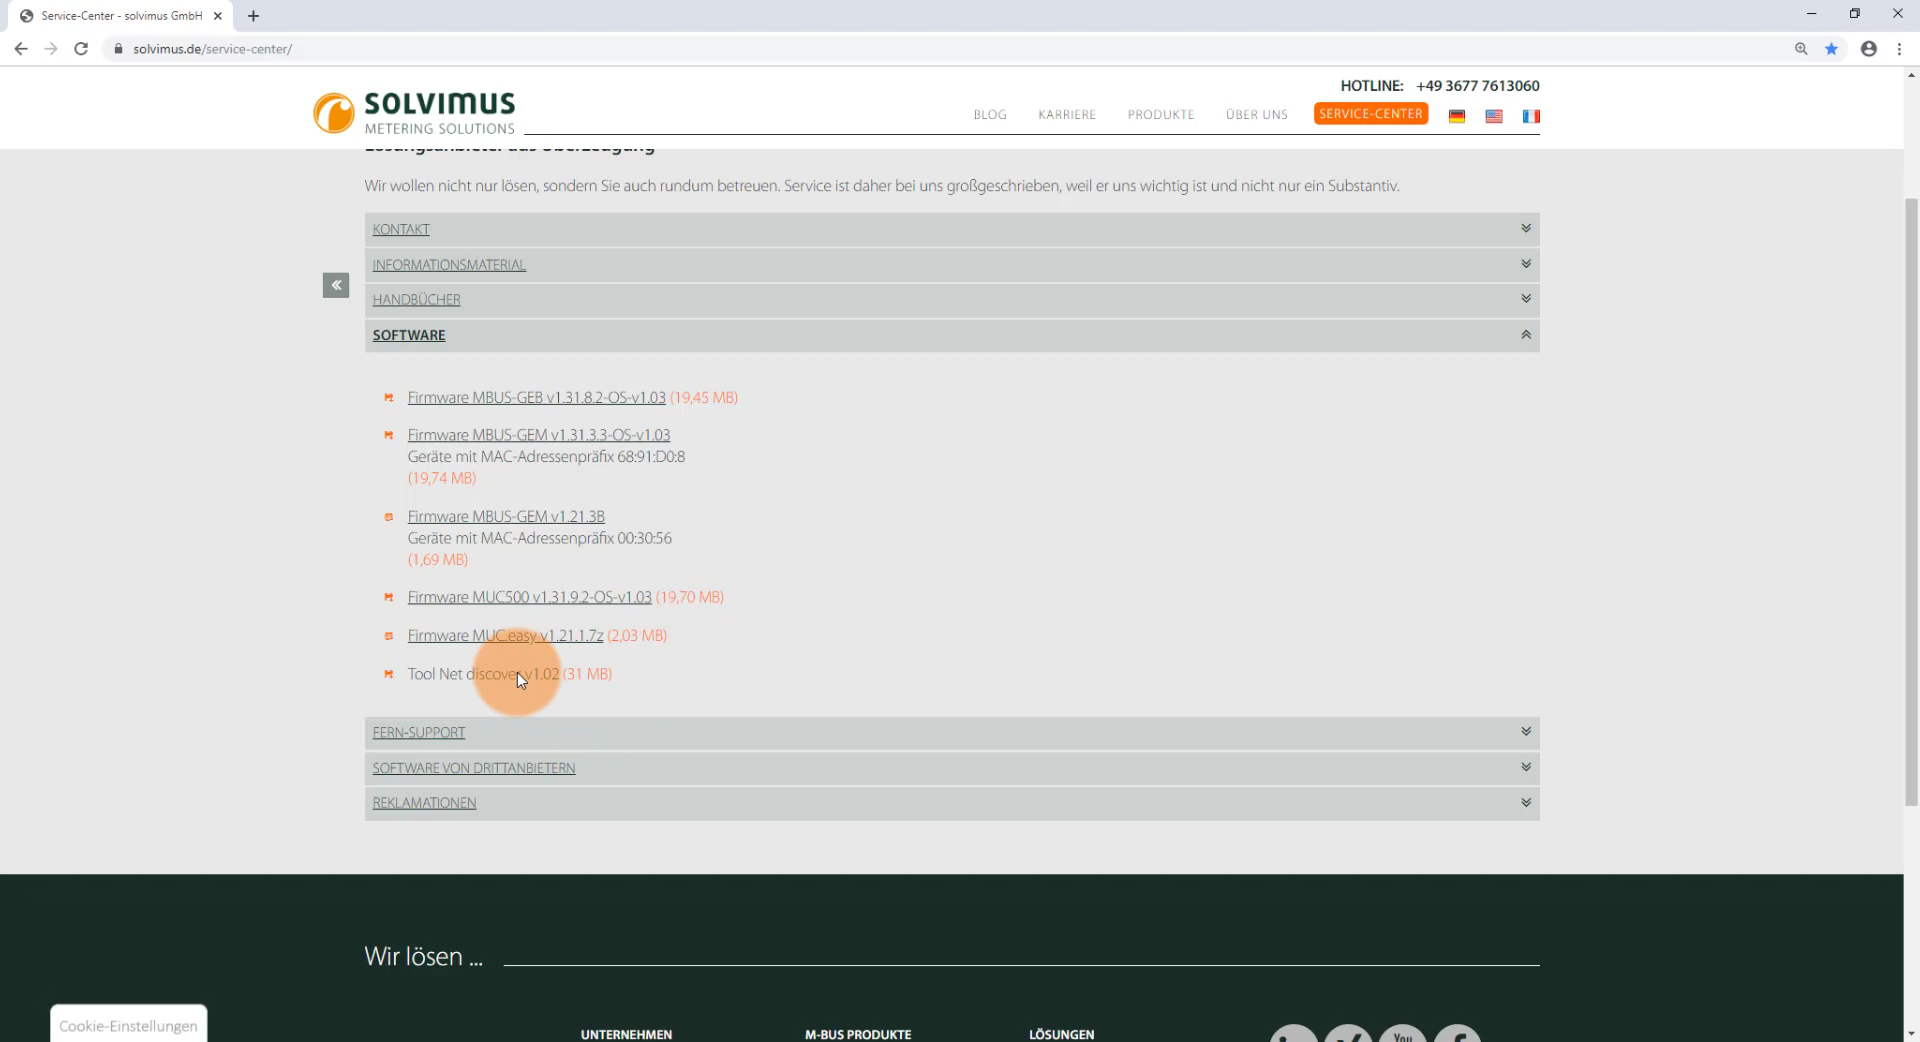 Service-Center - solvimus GmbH
solvimus.de/service-center/
HOTLINE: +49 3677 7613060
SOLVIMUS
METERING SOLUTIONS
BLOG KARRIERE PRODUKTE ÜBER UNS SERVICE-CENTER
Lösungsanbieter aus Überzeugung
Wir wollen nicht nur lösen, sondern Sie auch rundum betreuen. Service ist daher bei uns großgeschrieben, weil er uns wichtig ist und nicht nur ein Substantiv.
KONTAKT
INFORMATIONSMATERIAL
HANDBÜCHER
SOFTWARE
Firmware MBUS-GEB v1.31.8.2-OS-v1.03 (19,45 MB)
Firmware MBUS-GEM v1.31.3.3-OS-v1.03
Geräte mit MAC-Adressenpräfix 68:91:D0:8
(19,74 MB)
Firmware MBUS-GEM v1.21.3B
Geräte mit MAC-Adressenpräfix 00:30:56
(1,69 MB)
Firmware MUC500 v1.31.9.2-OS-v1.03 (19,70 MB)
Firmware MUC.easy v1.21.1.7z (2,03 MB)
Tool Net discover v1.02 (31 MB)
FERN-SUPPORT
SOFTWARE VON DRITTANBIETERN
REKLAMATIONEN
Wir lösen ...
Cookie-Einstellungen
UNTERNEHMEN M-BUS PRODUKTE LÖSUNGEN
You